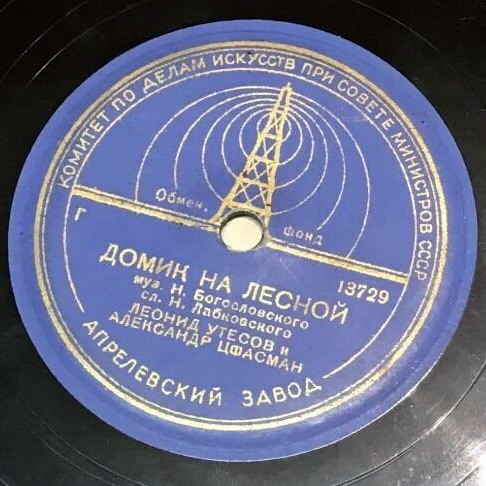 КОМИТЕТ ПО ДЕЛАМ ИСКУССТВ ПРИ СОВЕТЕ МИНИСТРОВ СССР
Обмен. фонд
Г
13729
ДОМИК НА ЛЕСНОЙ
муз. Н. Богословского
сл. Н. Лабковского
ЛЕОНИД УТЕСОВ и
АЛЕКСАНДР ЦФАСМАН
АПРЕЛЕВСКИЙ ЗАВОД